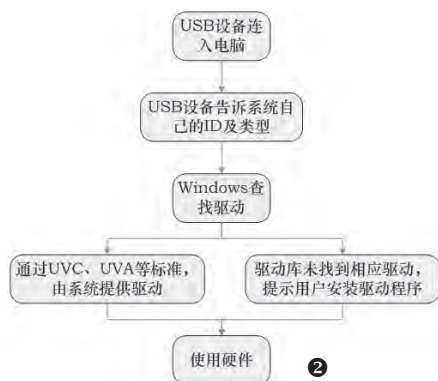 USB设备连
入电脑
USB设备告诉系统自
己的ID及类型
Windows查
找驱动
通过UVC、UVA等标准，
由系统提供驱动
驱动库未找到相应驱动，
提示用户安装驱动程序
使用硬件
❷